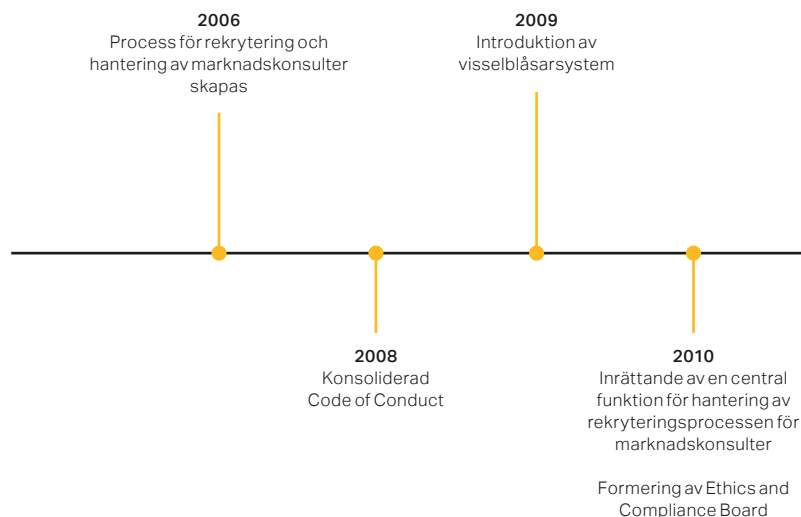 2006
Process för rekrytering och
hantering av marknadskonsulter
skapas
2009
Introduktion av
visselblåsarsystem
2008
Konsoliderad
Code of Conduct
2010
Inrättande av en central
funktion för hantering av
rekryteringsprocessen för
marknadskonsulter
Formering av Ethics and
Compliance Board